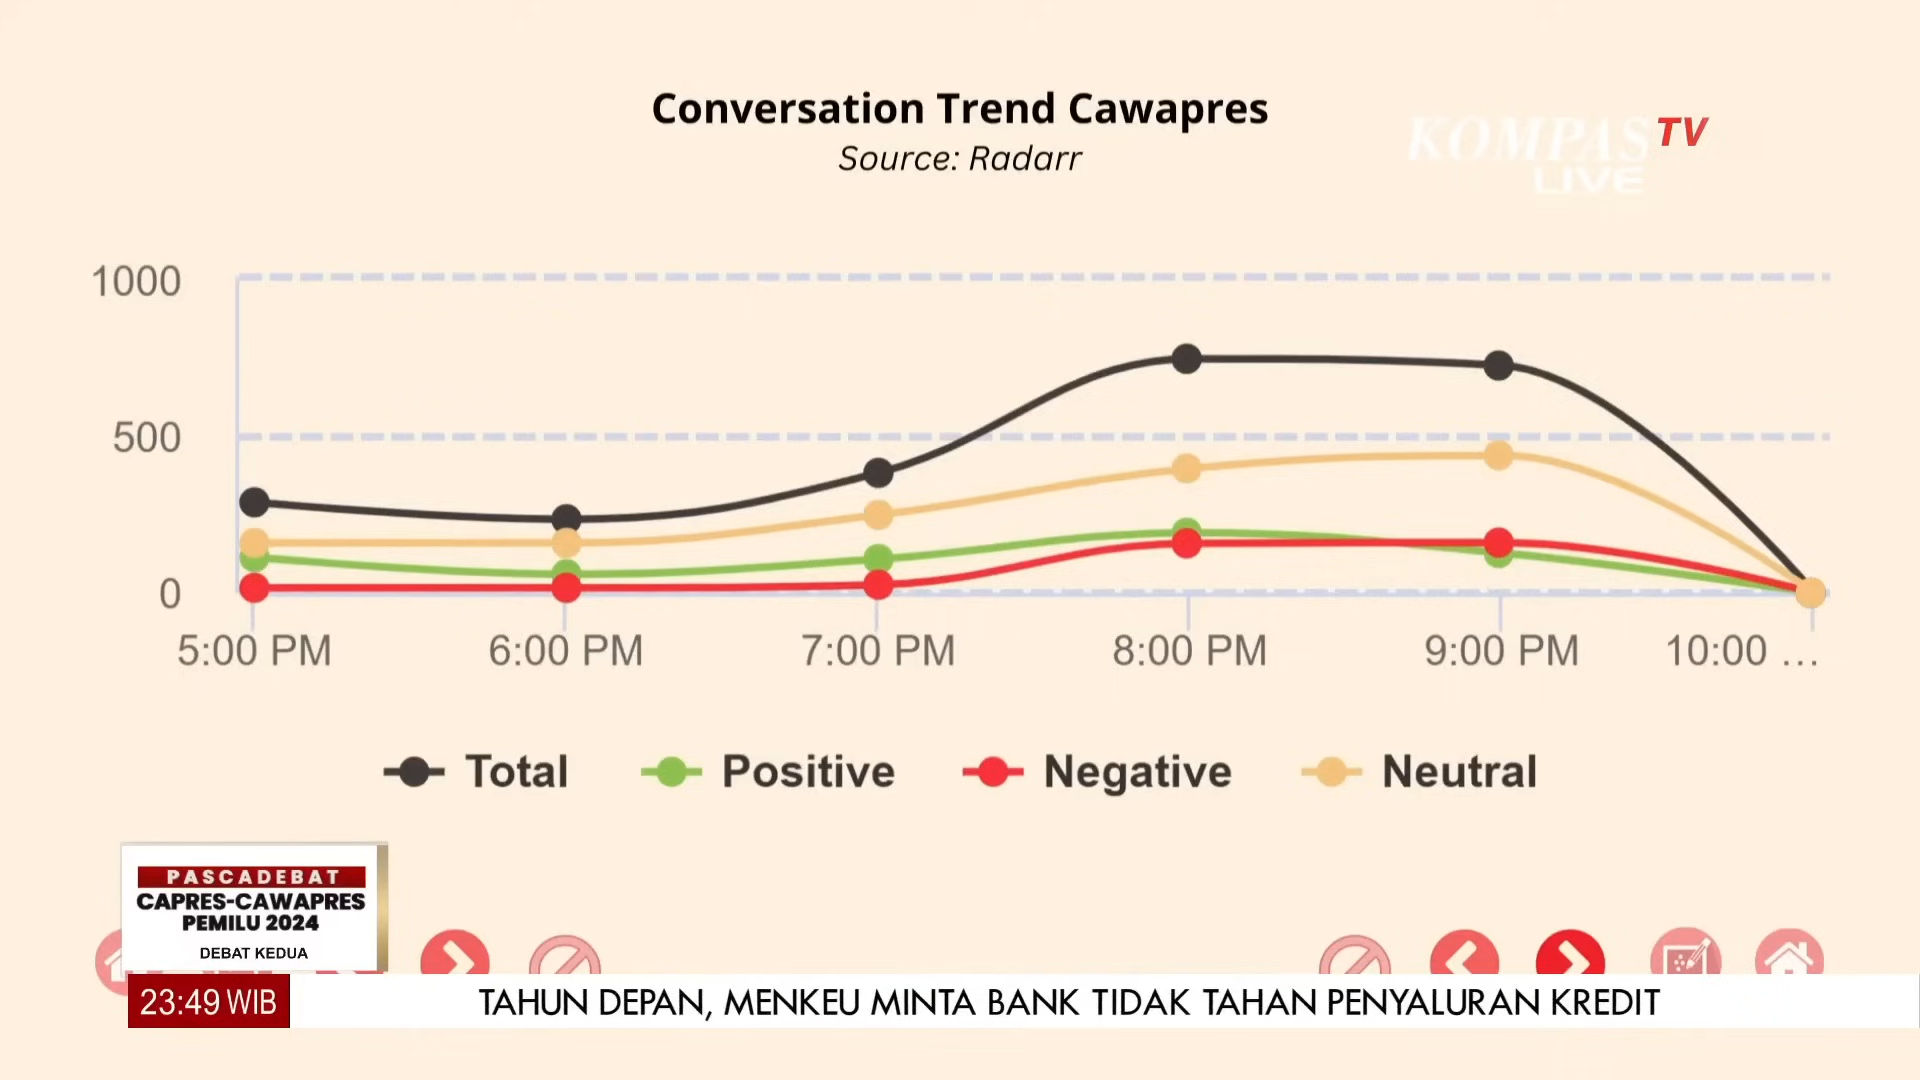 Conversation Trend Cawapres
Source: Radarr
KOMPAS TV
LIVE
1000
500
0
5:00 PM 6:00 PM 7:00 PM 8:00 PM 9:00 PM 10:00 ...
Total Positive Negative Neutral
PASCADEBAT
CAPRES-CAWAPRES
PEMILU 2024
DEBAT KEDUA
23:49 WIB TAHUN DEPAN, MENKEU MINTA BANK TIDAK TAHAN PENYALURAN KREDIT